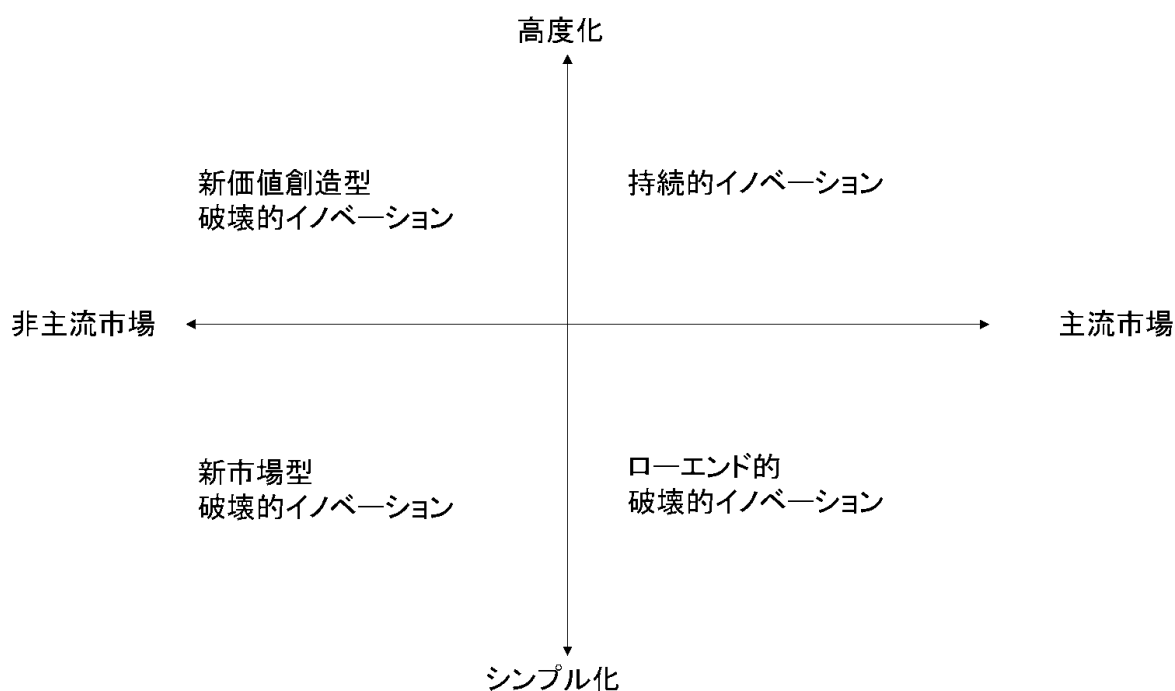 高度化
新価値創造型
破壊的イノベーション
持続的イノベーション
非主流市場
主流市場
新市場型
破壊的イノベーション
ローエンド的
破壊的イノベーション
シンプル化